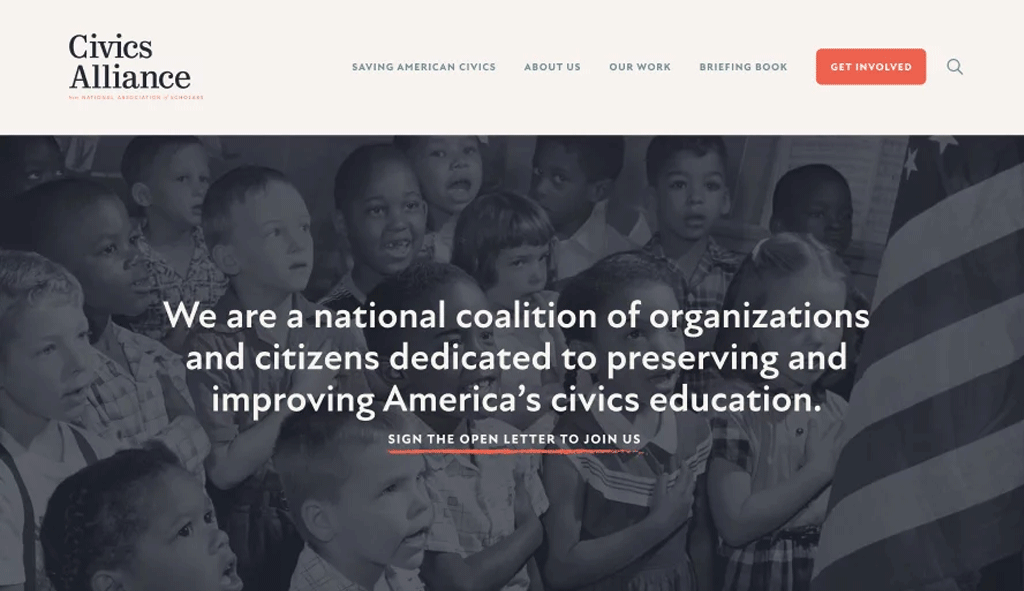 Civics
Alliance
from NATIONAL ASSOCIATION of SCHOLARS
SAVING AMERICAN CIVICS
ABOUT US
OUR WORK
BRIEFING BOOK
GET INVOLVED
We are a national coalition of organizations
and citizens dedicated to preserving and
improving America’s civics education.
SIGN THE OPEN LETTER TO JOIN US